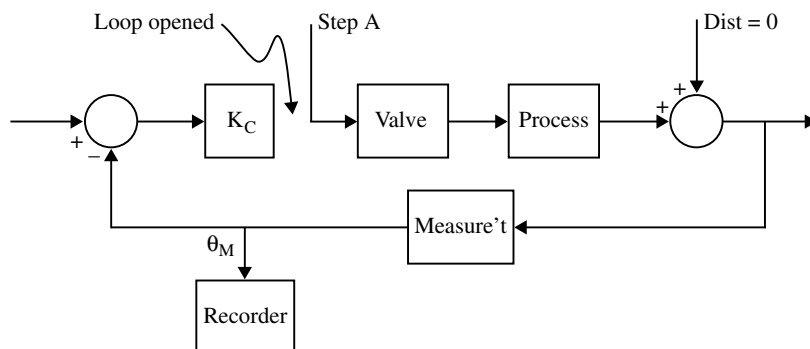 Loop opened
Step A
Dist = 0
+
+
K_C
Valve
Process
+
−
Measure't
θ_M
Recorder